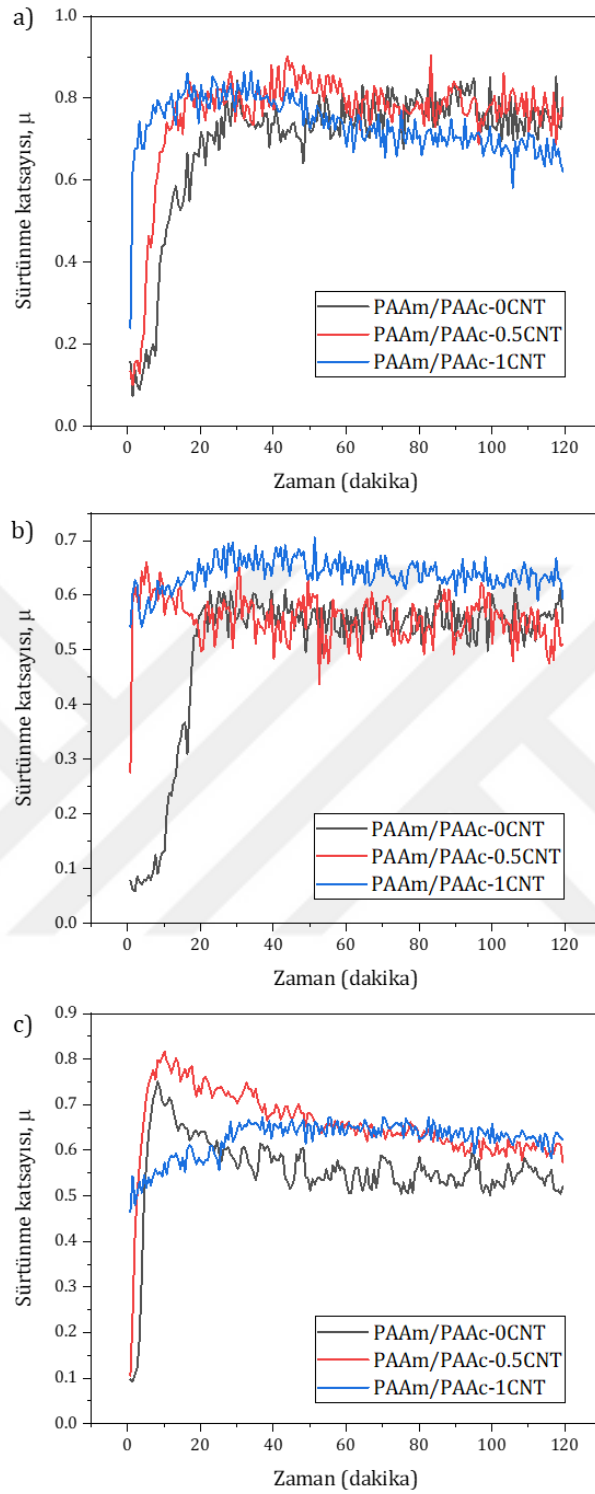 a)
1.0
0.8
0.6
0.4
0.2
0.0
Sürtünme katsayısı, μ
PAAm/PAAc-0CNT
PAAm/PAAc-0.5CNT
PAAm/PAAc-1CNT
0 20 40 60 80 100 120
Zaman (dakika)
b)
0.7
0.6
0.5
0.4
0.3
0.2
0.1
0.0
Sürtünme katsayısı, μ
PAAm/PAAc-0CNT
PAAm/PAAc-0.5CNT
PAAm/PAAc-1CNT
0 20 40 60 80 100 120
Zaman (dakika)
c)
0.9
0.8
0.7
0.6
0.5
0.4
0.3
0.2
0.1
0.0
Sürtünme katsayısı, μ
PAAm/PAAc-0CNT
PAAm/PAAc-0.5CNT
PAAm/PAAc-1CNT
0 20 40 60 80 100 120
Zaman (dakika)